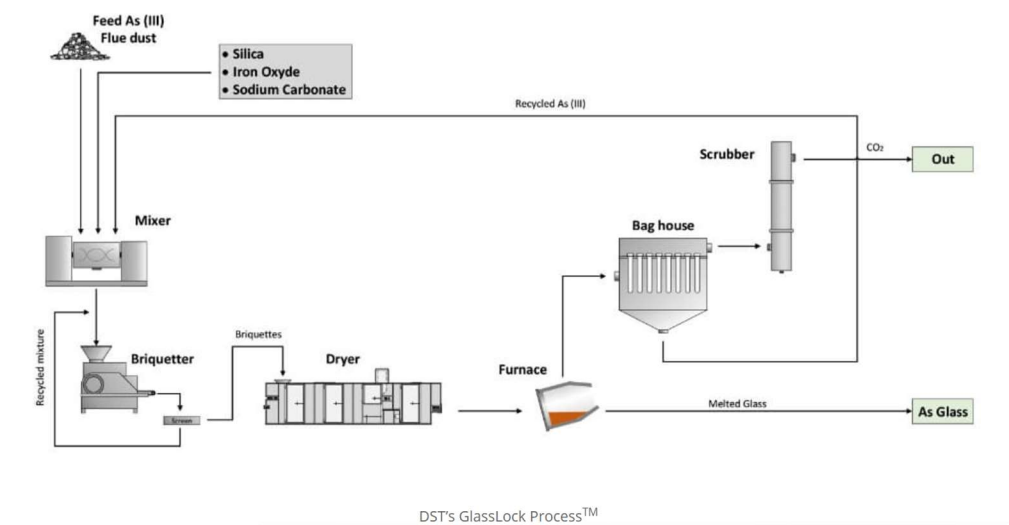 Feed As (III)
Flue dust
• Silica
• Iron Oxyde
• Sodium Carbonate
Recycled As (III)
Scrubber
CO₂
Out
Mixer
Bag house
Recycled mixture
Briquettes
Briquetter
Dryer
Furnace
Screen
Melted Glass
As Glass
DST's GlassLock Process™